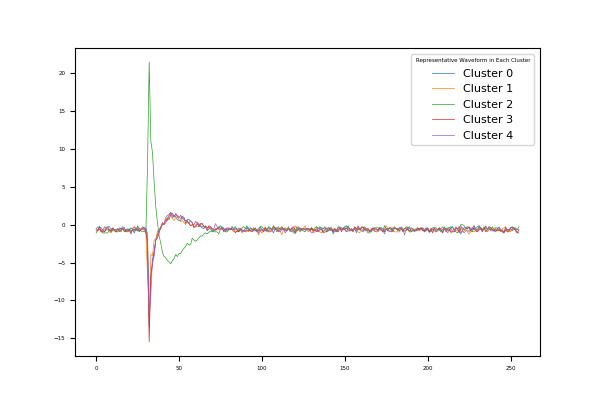 Representative Waveform in Each Cluster
Cluster 0
Cluster 1
Cluster 2
Cluster 3
Cluster 4
20
15
10
5
0
−5
−10
−15
0
50
100
150
200
250